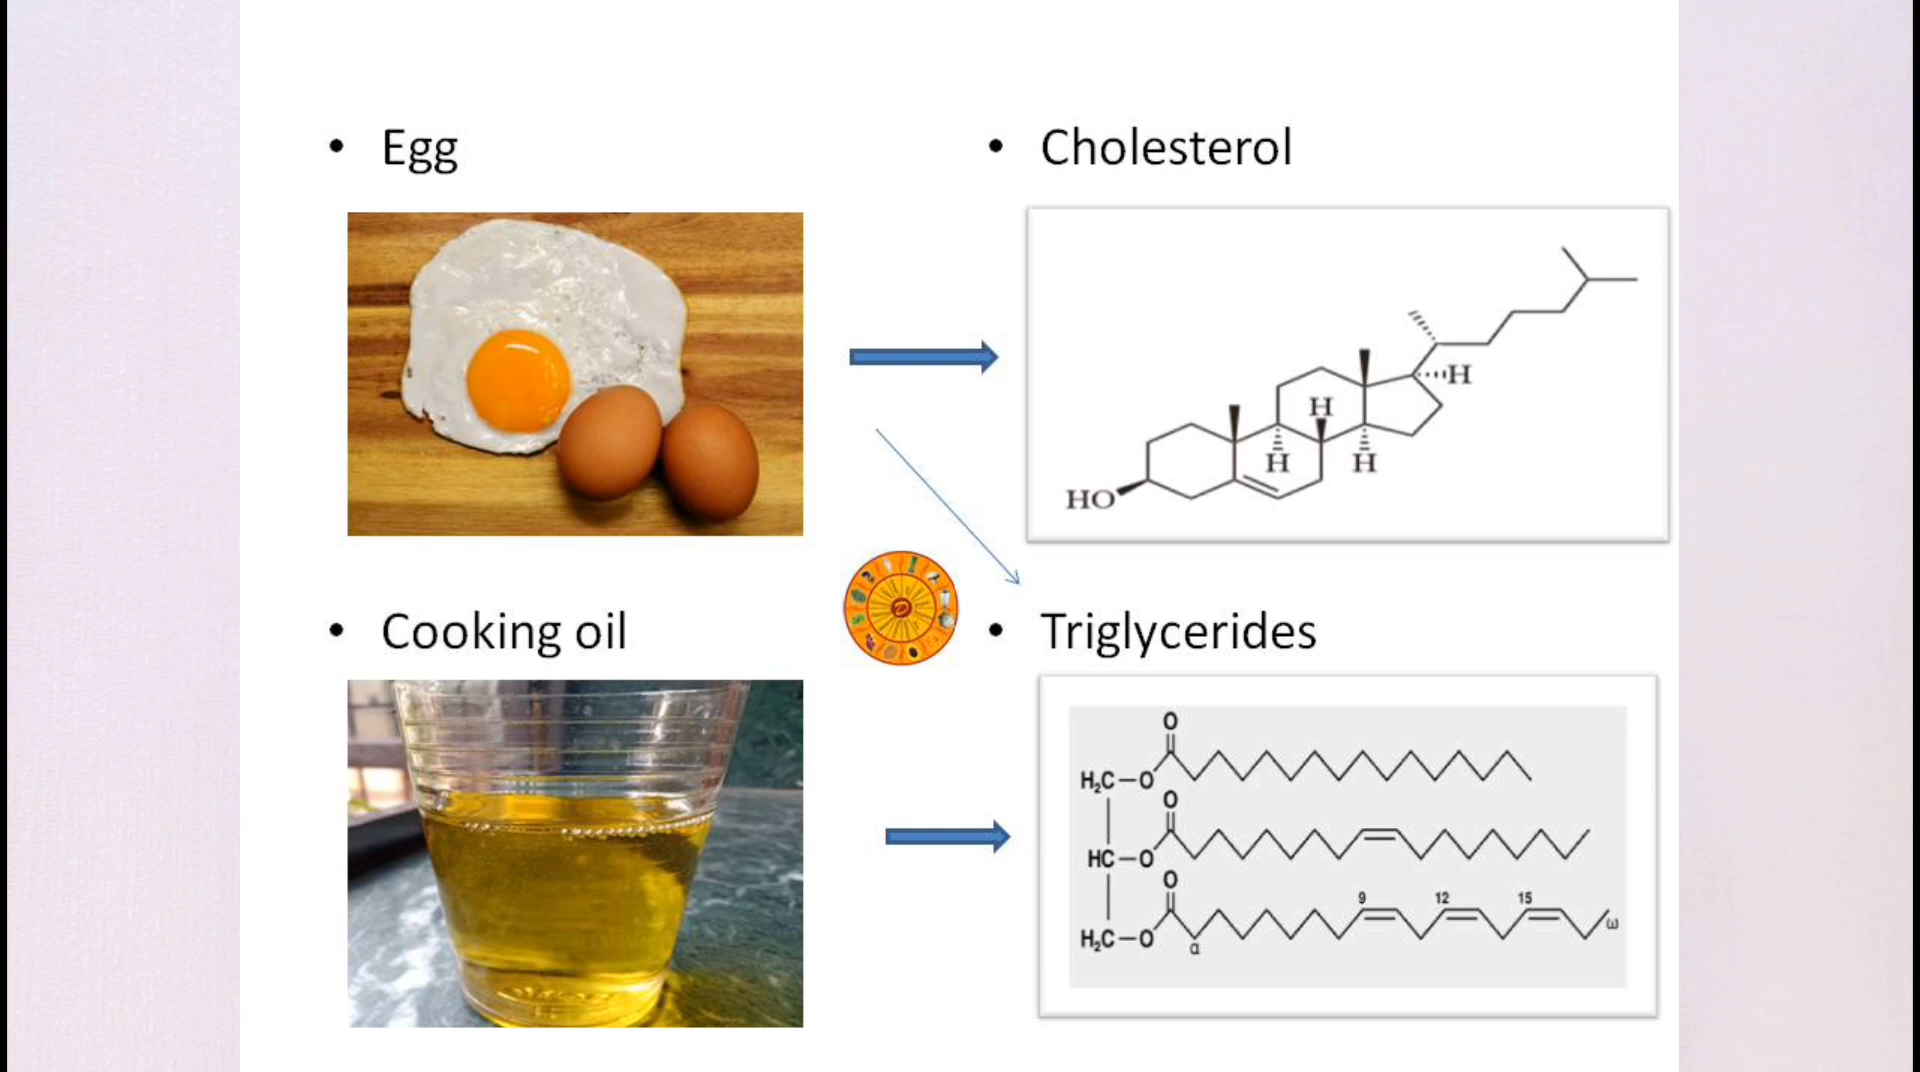 • Egg
• Cholesterol
H
H
H
H
HO
• Cooking oil
• Triglycerides
O
H₂C—O
O
HC—O
O
9 12 15
ω
H₂C—O
α